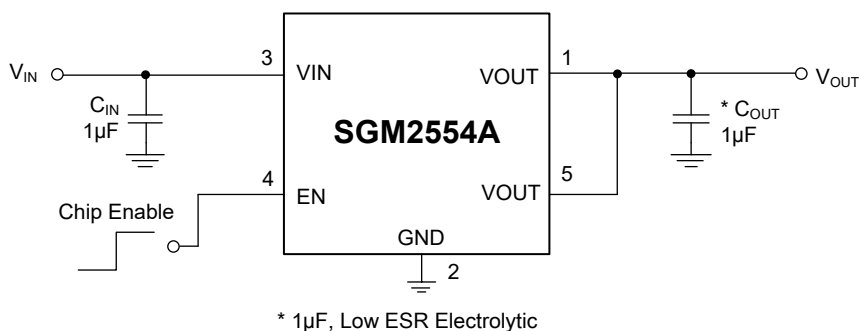 V_IN
3
VIN
C_IN
1µF
SGM2554A
1
VOUT
V_OUT
* C_OUT
1µF
4
EN
5
VOUT
Chip Enable
GND
2
* 1µF, Low ESR Electrolytic